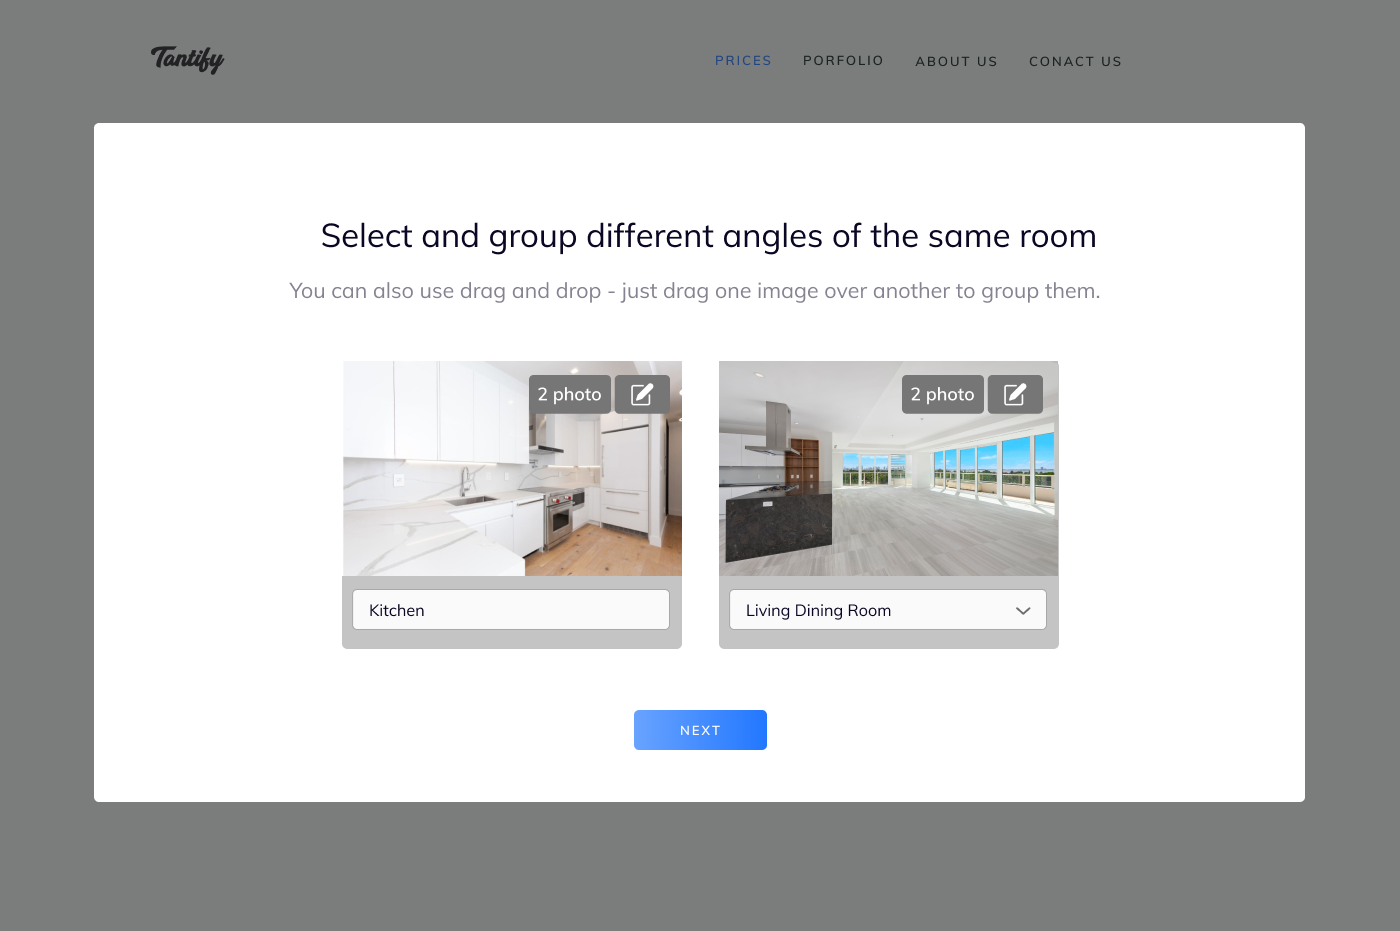 Tantify
PRICES
PORFOLIO
ABOUT US
CONACT US
Select and group different angles of the same room
You can also use drag and drop - just drag one image over another to group them.
2 photo
2 photo
Kitchen
Living Dining Room
NEXT